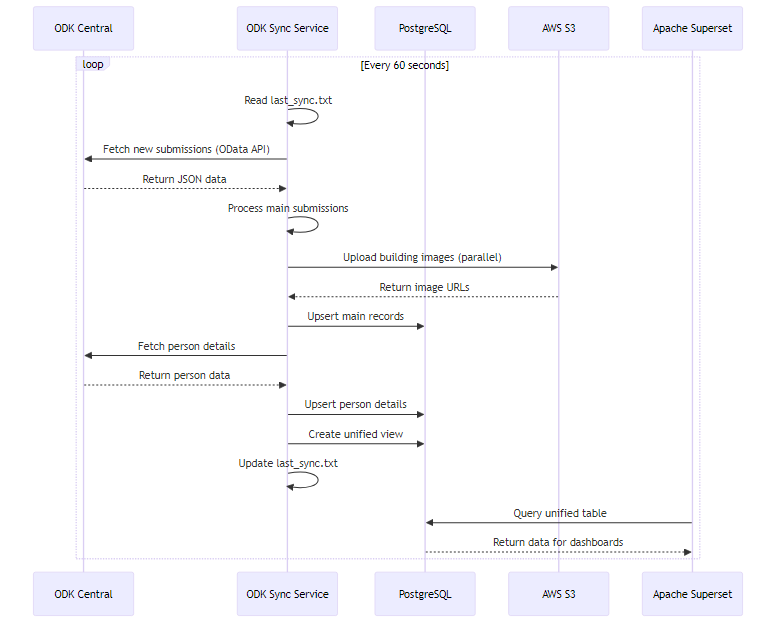 ODK Central
ODK Sync Service
PostgreSQL
AWS S3
Apache Superset
loop
[Every 60 seconds]
Read last_sync.txt
Fetch new submissions (OData API)
Return JSON data
Process main submissions
Upload building images (parallel)
Return image URLs
Upsert main records
Fetch person details
Return person data
Upsert person details
Create unified view
Update last_sync.txt
Query unified table
Return data for dashboards
ODK Central
ODK Sync Service
PostgreSQL
AWS S3
Apache Superset